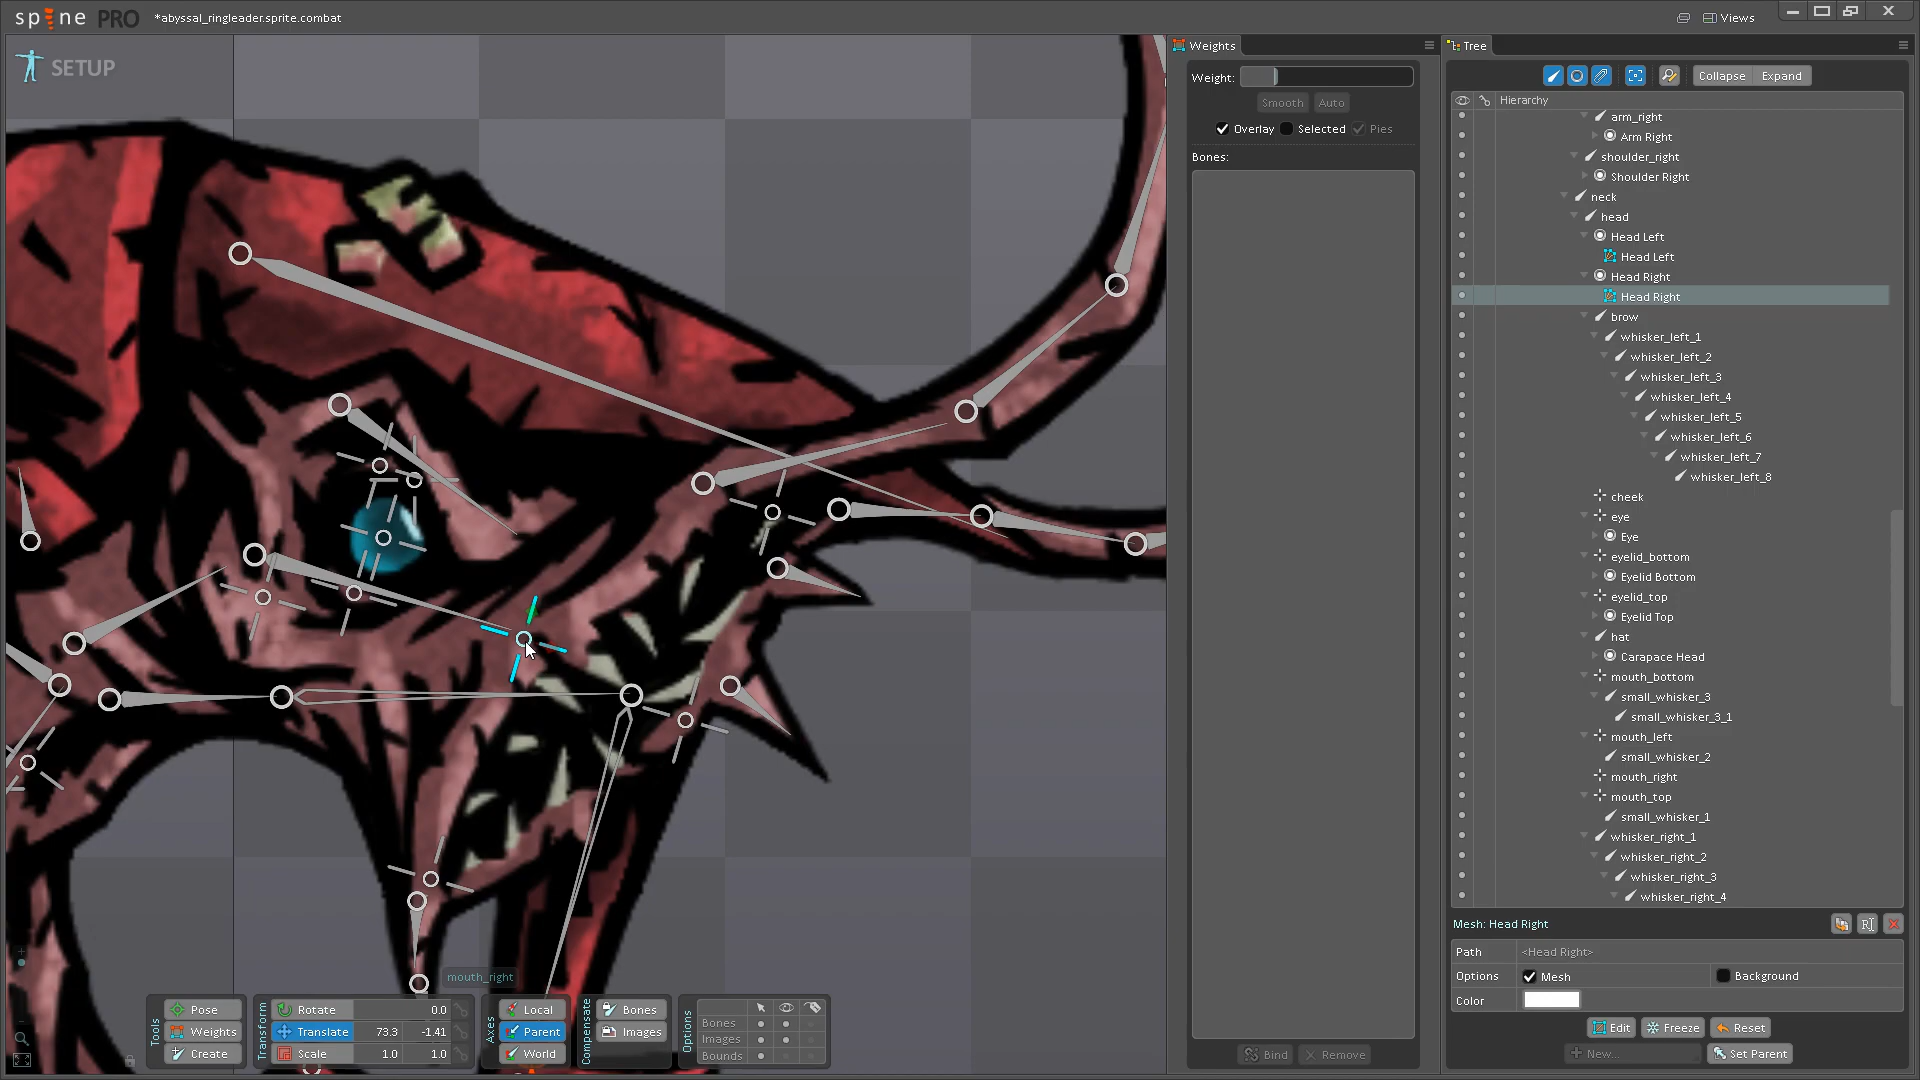 spine PRO
*abyssal_ringleader.sprite.combat
Views
SETUP
Weights
Weight:
Smooth
Auto
Overlay
Selected
Pies
Bones:
Bind
Remove
Tree
Collapse
Expand
Hierarchy
arm_right
Arm Right
shoulder_right
Shoulder Right
neck
head
Head Left
Head Left
Head Right
Head Right
brow
whisker_left_1
whisker_left_2
whisker_left_3
whisker_left_4
whisker_left_5
whisker_left_6
whisker_left_7
whisker_left_8
cheek
eye
Eye
eyelid_bottom
Eyelid Bottom
eyelid_top
Eyelid Top
hat
Carapace Head
mouth_bottom
small_whisker_3
small_whisker_3_1
mouth_left
small_whisker_2
mouth_right
mouth_top
small_whisker_1
whisker_right_1
whisker_right_2
whisker_right_3
whisker_right_4
Mesh: Head Right
Path
<Head Right>
Options
Mesh
Background
Color
Edit
Freeze
Reset
New...
Set Parent
mouth_right
Tools
Pose
Weights
Create
Transform
Rotate
0.0
Translate
73.3
-1.41
Scale
1.0
1.0
Axes
Local
Parent
World
Compensate
Bones
Images
Options
Bones
Images
Bounds